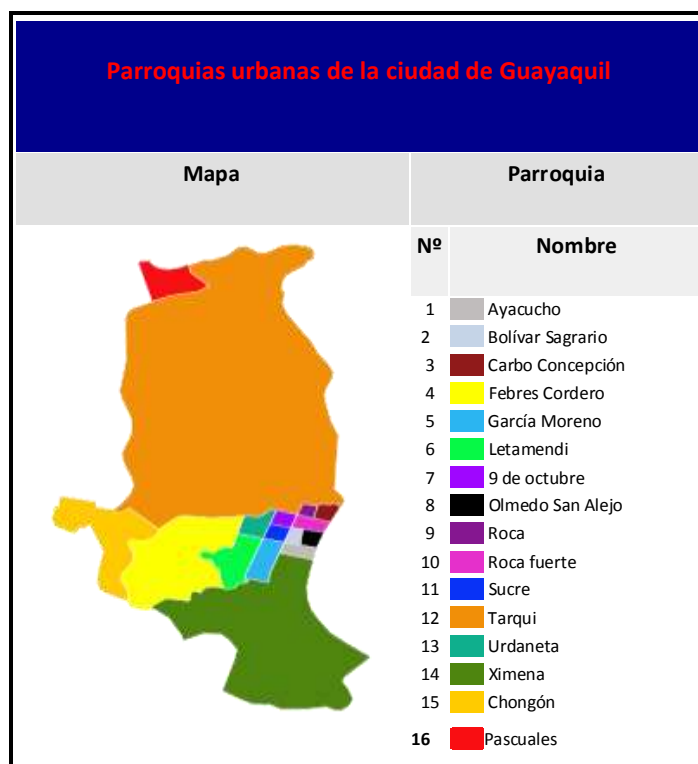 Parroquias urbanas de la ciudad de Guayaquil
Mapa Parroquia
Nº Nombre
1 Ayacucho
2 Bolívar Sagrario
3 Carbo Concepción
4 Febres Cordero
5 García Moreno
6 Letamendi
7 9 de octubre
8 Olmedo San Alejo
9 Roca
10 Roca fuerte
11 Sucre
12 Tarqui
13 Urdaneta
14 Ximena
15 Chongón
16 Pascuales